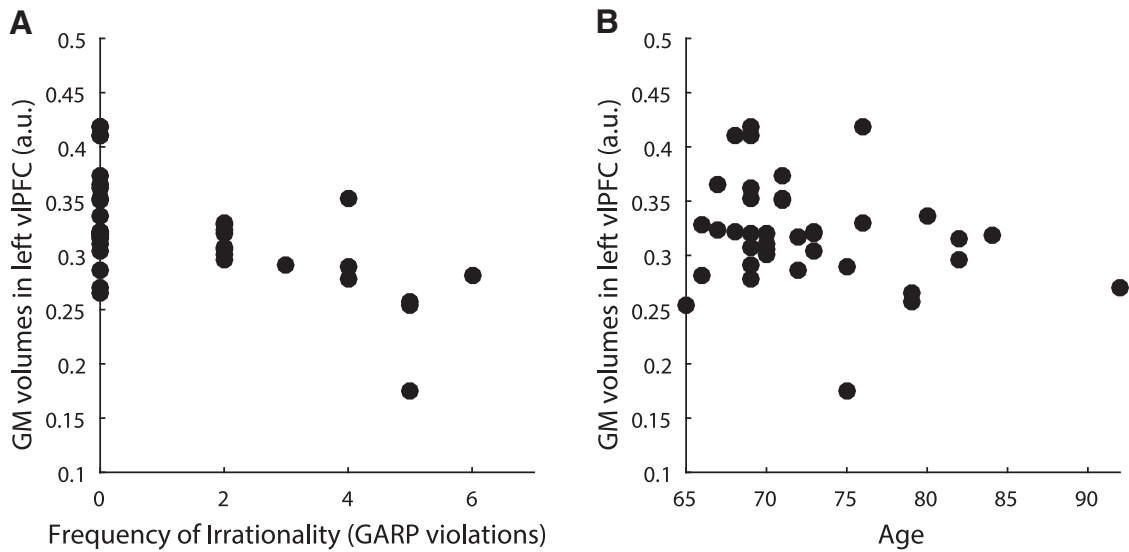 A
0.5
0.45
0.4
0.35
0.3
0.25
0.2
0.15
0.1
GM volumes in left vlPFC (a.u.)
0 2 4 6
Frequency of Irrationality (GARP violations)
B
0.5
0.45
0.4
0.35
0.3
0.25
0.2
0.15
0.1
GM volumes in left vlPFC (a.u.)
65 70 75 80 85 90
Age